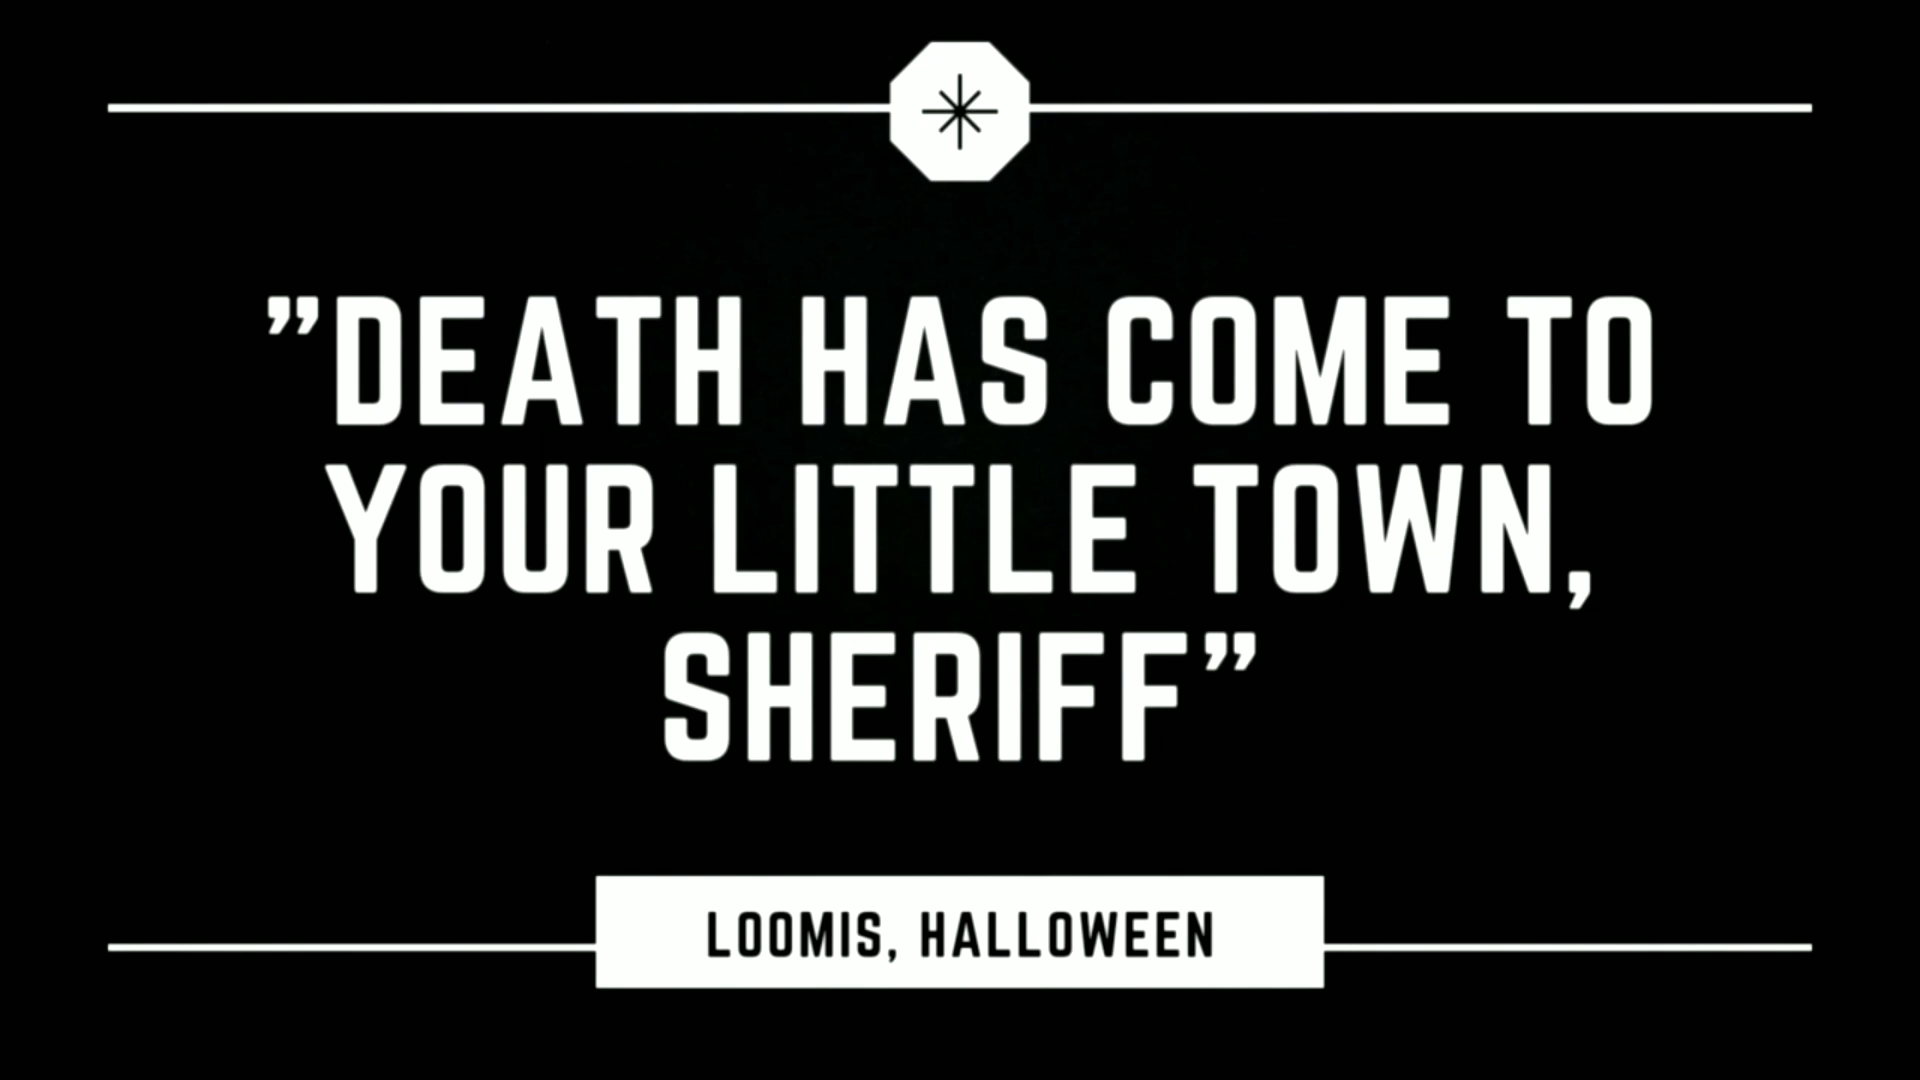 ”DEATH HAS COME TO
YOUR LITTLE TOWN,
SHERIFF”
LOOMIS, HALLOWEEN